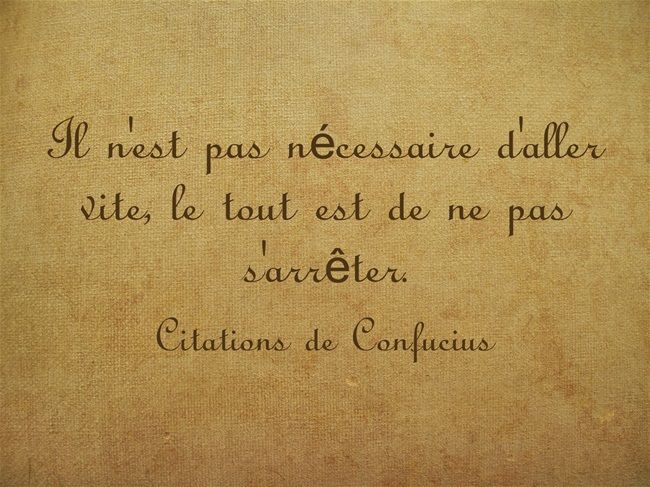 Il n'est pas nécessaire d'aller
vite, le tout est de ne pas
s'arrêter.
Citations de Confucius